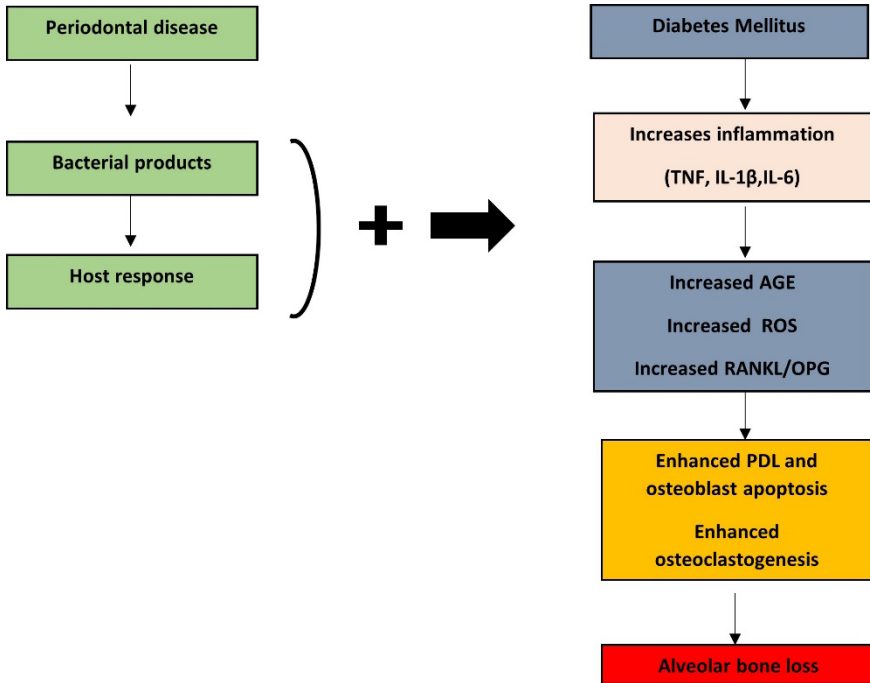 Periodontal disease
Bacterial products
Host response
+
Diabetes Mellitus
Increases inflammation
(TNF, IL-1β,IL-6)
Increased AGE
Increased ROS
Increased RANKL/OPG
Enhanced PDL and
osteoblast apoptosis
Enhanced
osteoclastogenesis
Alveolar bone loss